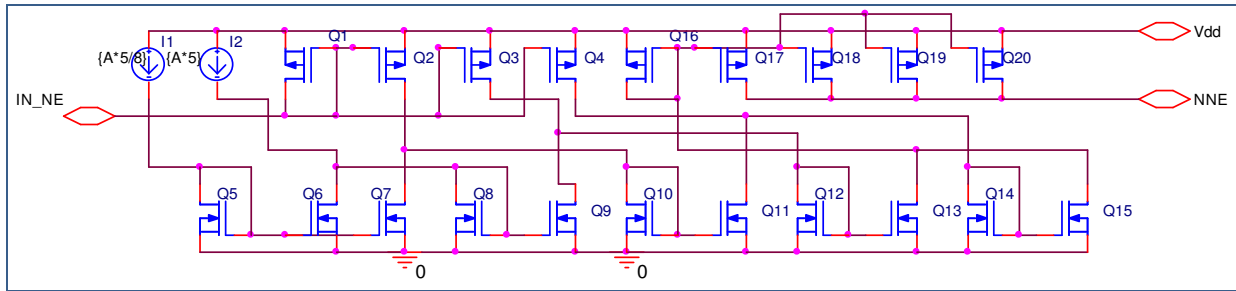 I1
I2
Q1
Q2
Q3
Q4
Q16
Q17
Q18
Q19
Q20
Vdd
{A*5/8}
{A*5}
IN_NE
NNE
Q5
Q6
Q7
Q8
Q9
Q10
Q11
Q12
Q13
Q14
Q15
0
0